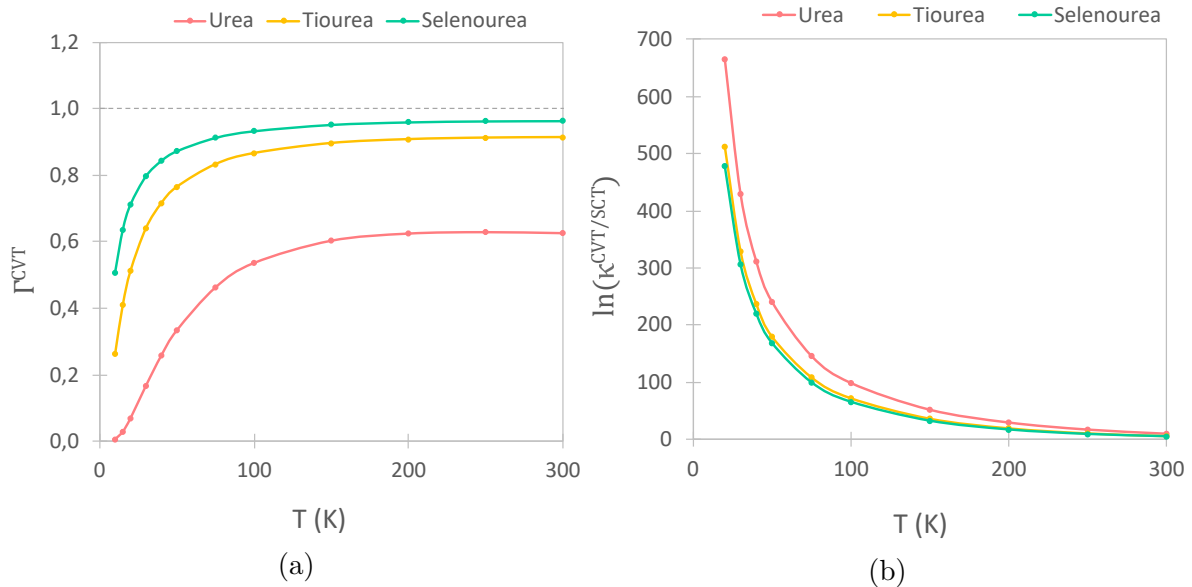 Urea Tiourea Selenourea
1,2
1,0
0,8
0,6
0,4
0,2
0,0
Γ^CVT
0 100 200 300
T (K)
(a)
Urea Tiourea Selenourea
700
600
500
400
300
200
100
0
ln(κ^CVT/SCT)
0 100 200 300
T (K)
(b)